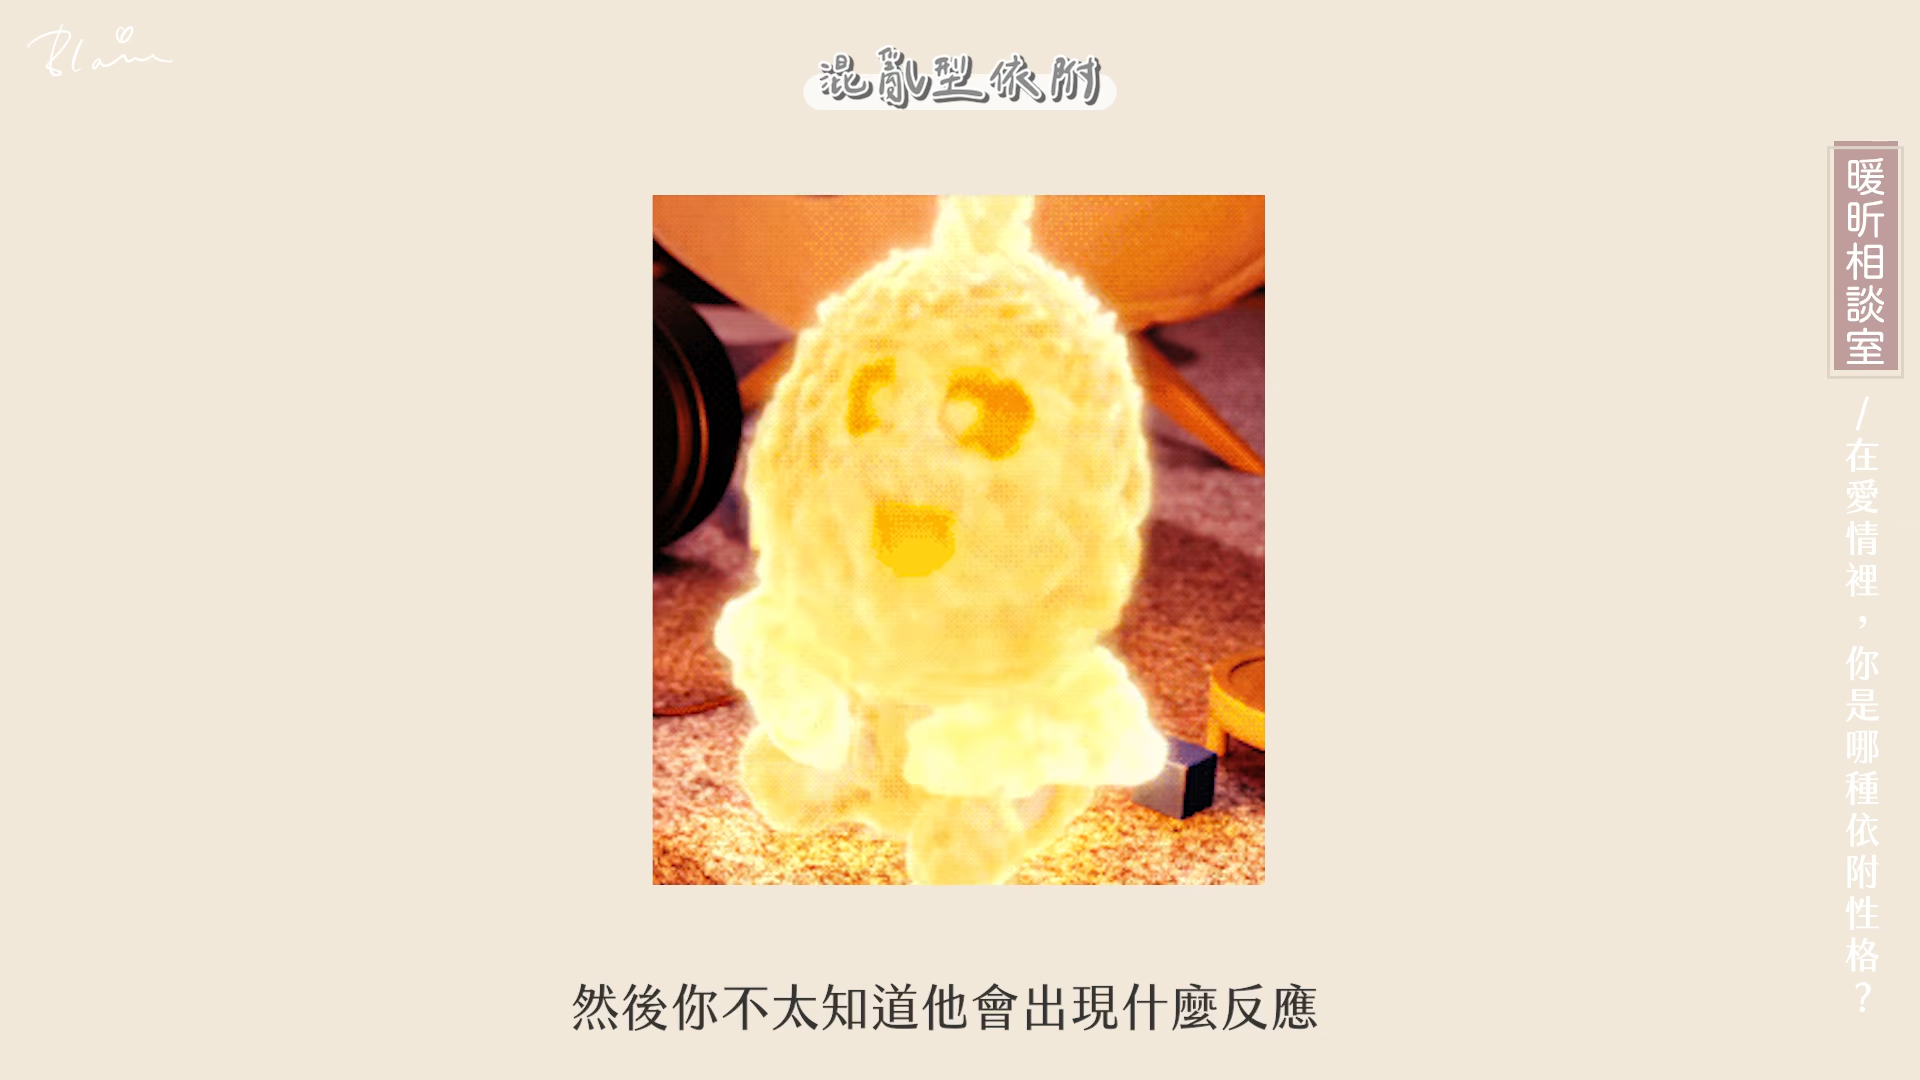 混亂型依附
暖昕相談室
/在愛情裡，你是哪種依附性格？
然後你不太知道他會出現什麼反應